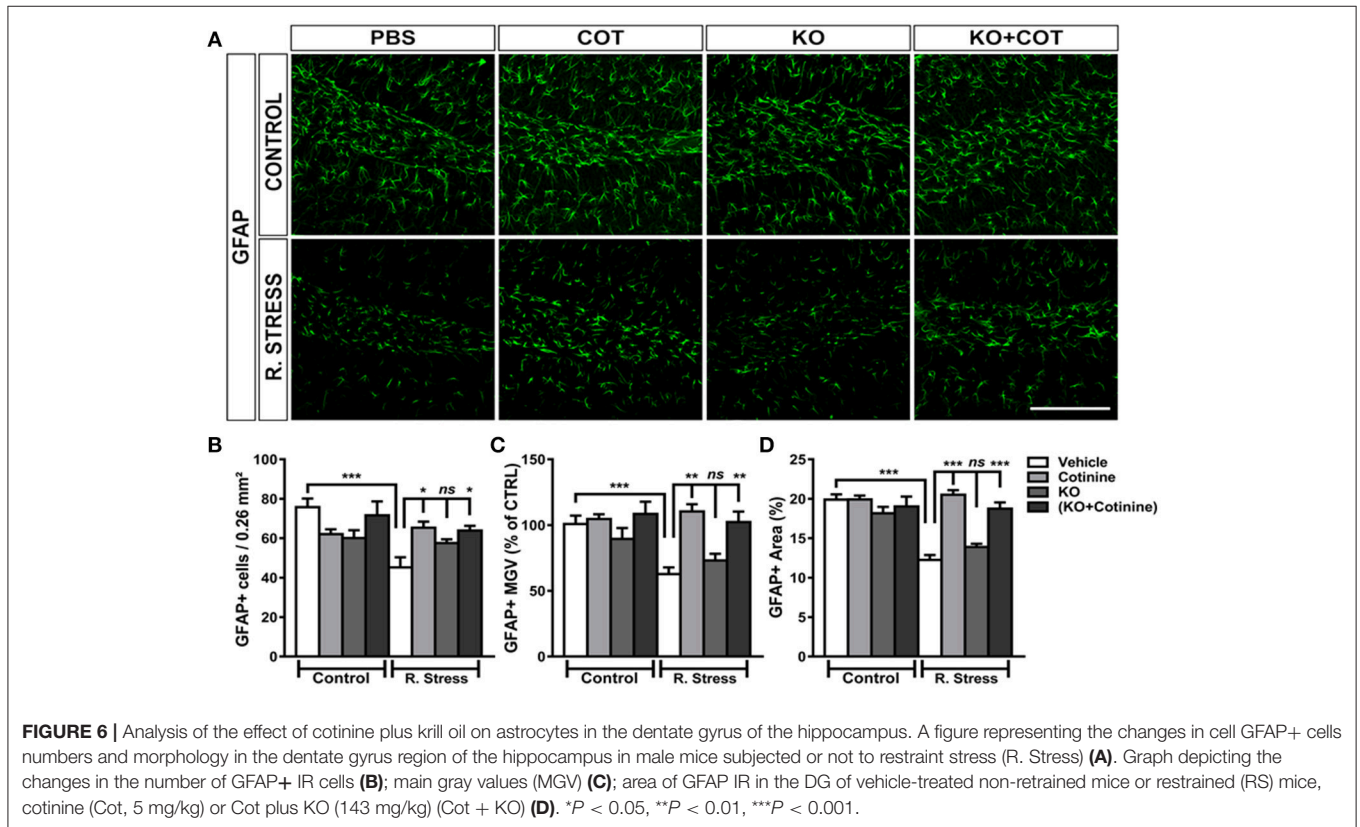 A
PBS COT KO KO+COT
GFAP
CONTROL
R. STRESS
B
GFAP+ cells / 0.26 mm²
100
80
60
40
20
0
*** * ns *
Control R. Stress
C
GFAP+ MGV (% of CTRL)
150
100
50
0
*** ** ns **
Control R. Stress
D
GFAP+ Area (%)
25
20
15
10
5
0
*** *** ns ***
Control R. Stress
Vehicle
Cotinine
KO
(KO+Cotinine)
FIGURE 6 | Analysis of the effect of cotinine plus krill oil on astrocytes in the dentate gyrus of the hippocampus. A figure representing the changes in cell GFAP+ cells
numbers and morphology in the dentate gyrus region of the hippocampus in male mice subjected or not to restraint stress (R. Stress) (A). Graph depicting the
changes in the number of GFAP+ IR cells (B); main gray values (MGV) (C); area of GFAP IR in the DG of vehicle-treated non-retrained mice or restrained (RS) mice,
cotinine (Cot, 5 mg/kg) or Cot plus KO (143 mg/kg) (Cot + KO) (D). *P < 0.05, **P < 0.01, ***P < 0.001.